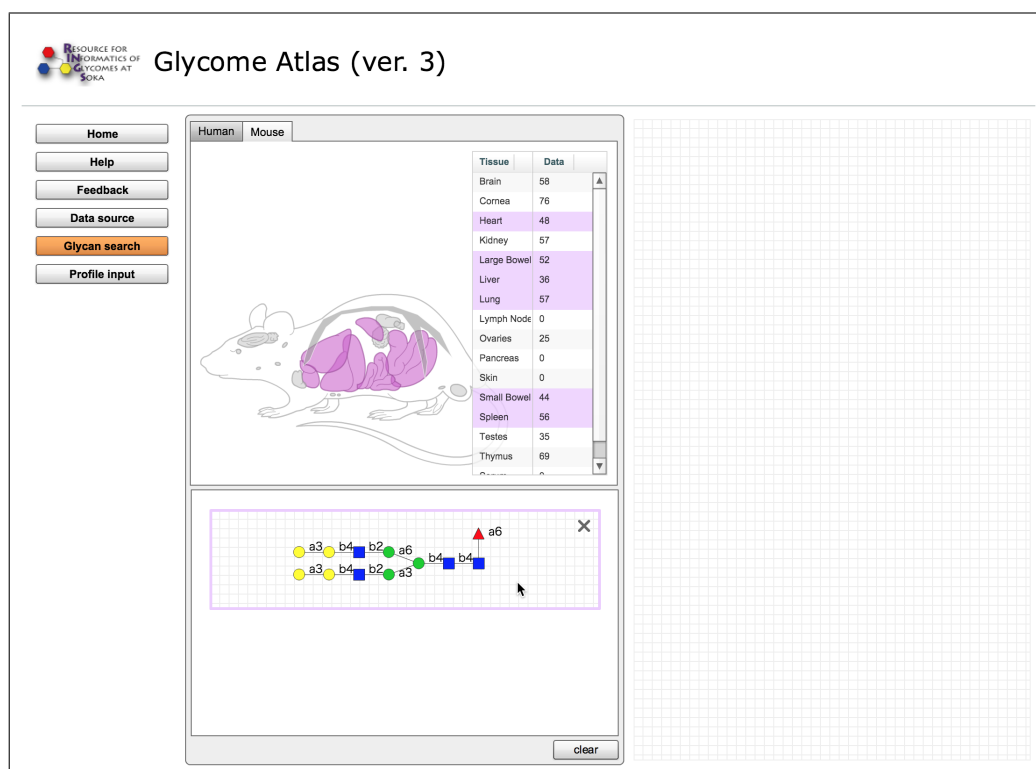 RESOURCE FOR
INFORMATICS OF
GLYCOMES AT
SOKA
Glycome Atlas (ver. 3)
Home
Help
Feedback
Data source
Glycan search
Profile input
Human Mouse
Tissue Data
Brain 58
Cornea 76
Heart 48
Kidney 57
Large Bowel 52
Liver 36
Lung 57
Lymph Node 0
Ovaries 25
Pancreas 0
Skin 0
Small Bowel 44
Spleen 56
Testes 35
Thymus 69
a6
a3 b4 b2 a6
b4 b4
a3 b4 b2 a3
clear